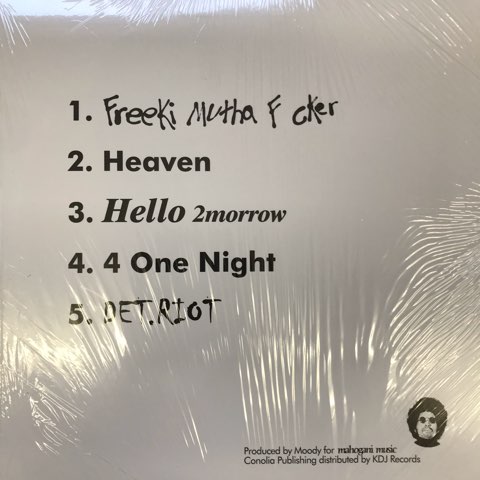 1. Freeki Mutha F cker
2. Heaven
3. Hello 2morrow
4. 4 One Night
5. DET.RIOT
Produced by Moody for mahogani music
Conolia Publishing distributed by KDJ Records